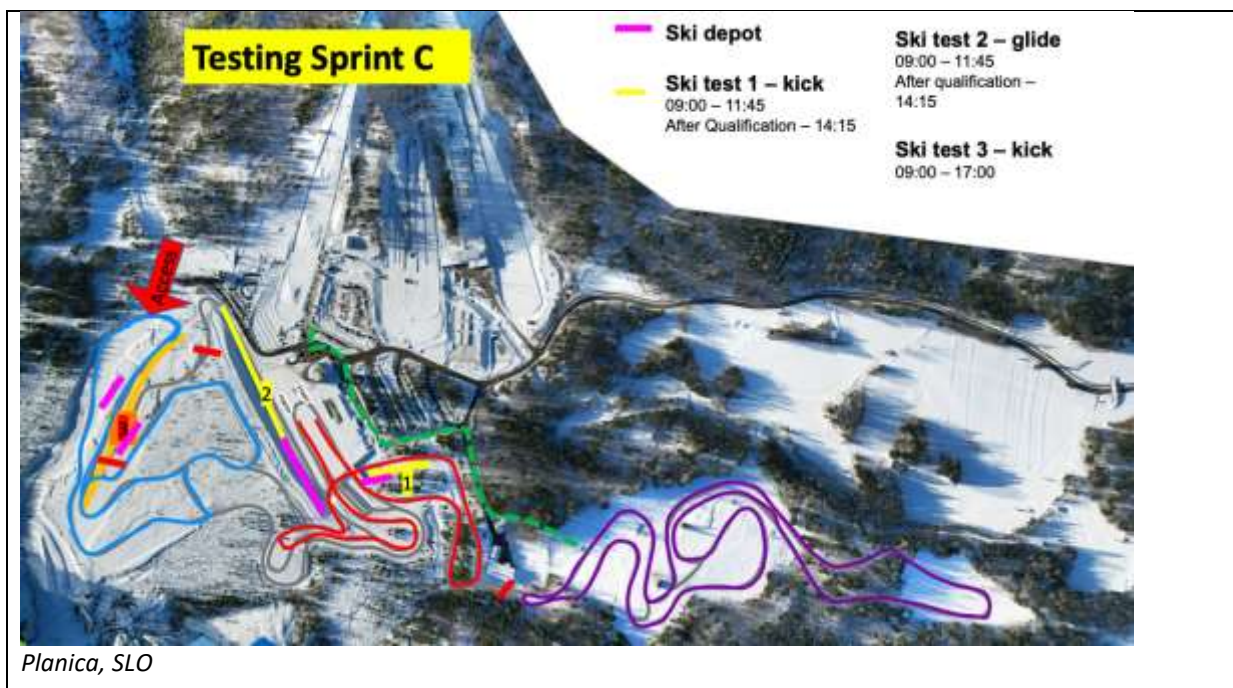 Testing Sprint C
Ski depot
Ski test 1 – kick
09:00 – 11:45
After Qualification – 14:15
Ski test 2 – glide
09:00 – 11:45
After qualification –
14:15
Ski test 3 – kick
09:00 – 17:00
Access
2
1
Planica, SLO